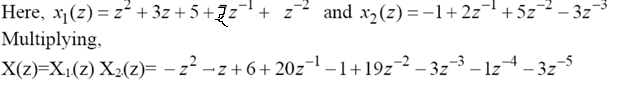 Here, x₁(z) = z² + 3z + 5 + 7z⁻¹ + z⁻² and x₂(z) = −1 + 2z⁻¹ + 5z⁻² − 3z⁻³
Multiplying,
X(z)=X₁(z) X₂(z)= − z² − z + 6 + 20z⁻¹ − 1 + 19z⁻² − 3z⁻³ − 1z⁻⁴ − 3z⁻⁵